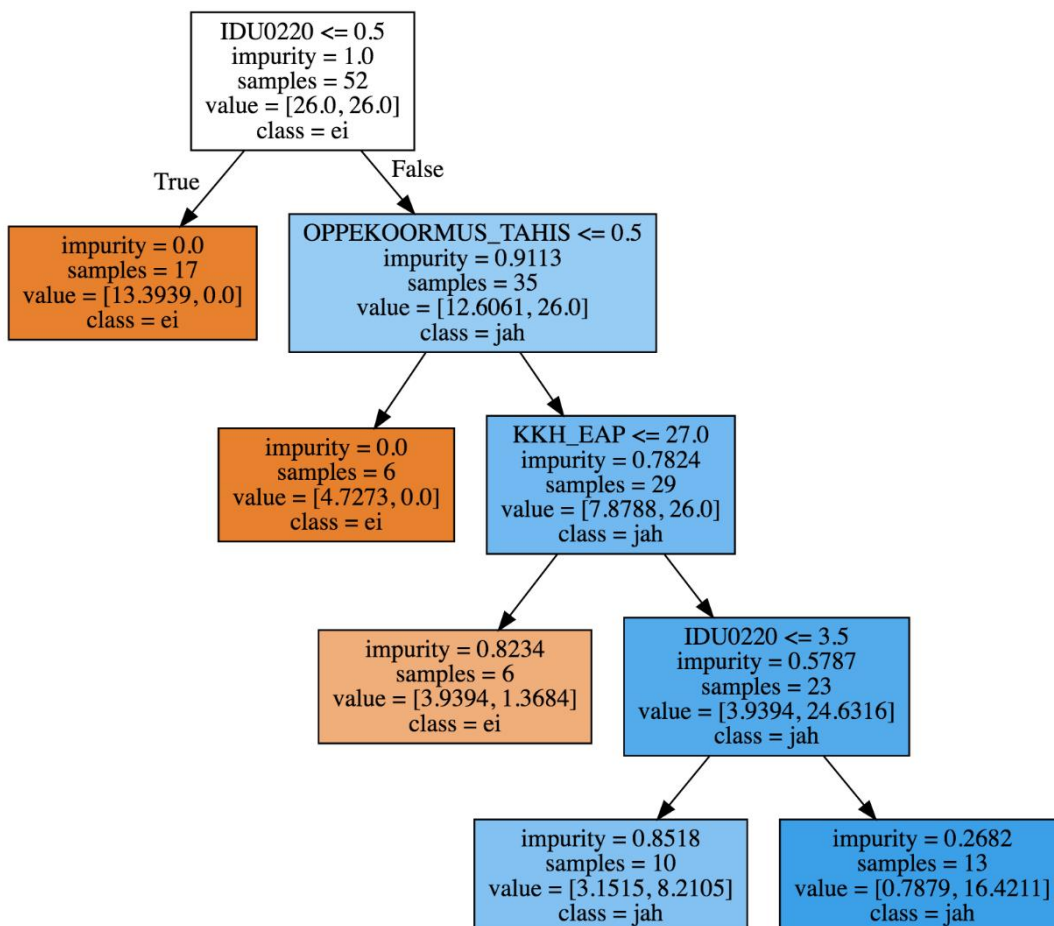 IDU0220 <= 0.5
impurity = 1.0
samples = 52
value = [26.0, 26.0]
class = ei
True
False
impurity = 0.0
samples = 17
value = [13.3939, 0.0]
class = ei
OPPEKOORMUS_TAHIS <= 0.5
impurity = 0.9113
samples = 35
value = [12.6061, 26.0]
class = jah
impurity = 0.0
samples = 6
value = [4.7273, 0.0]
class = ei
KKH_EAP <= 27.0
impurity = 0.7824
samples = 29
value = [7.8788, 26.0]
class = jah
impurity = 0.8234
samples = 6
value = [3.9394, 1.3684]
class = ei
IDU0220 <= 3.5
impurity = 0.5787
samples = 23
value = [3.9394, 24.6316]
class = jah
impurity = 0.8518
samples = 10
value = [3.1515, 8.2105]
class = jah
impurity = 0.2682
samples = 13
value = [0.7879, 16.4211]
class = jah